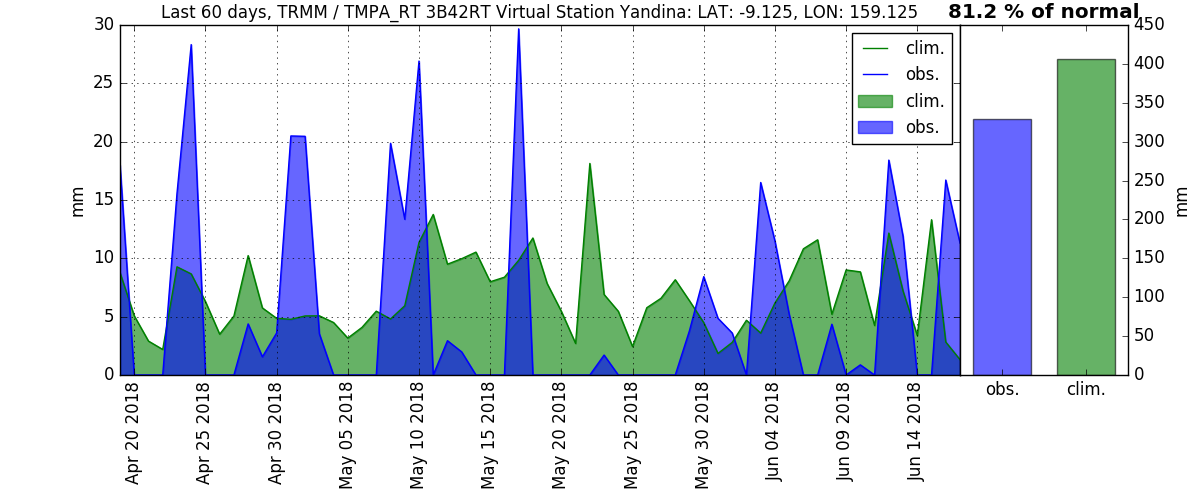 Last 60 days, TRMM / TMPA_RT 3B42RT Virtual Station Yandina: LAT: -9.125, LON: 159.125
81.2 % of normal
30
25
20
15
10
5
0
mm
clim.
obs.
clim.
obs.
450
400
350
300
250
200
150
100
50
0
mm
Apr 20 2018
Apr 25 2018
Apr 30 2018
May 05 2018
May 10 2018
May 15 2018
May 20 2018
May 25 2018
May 30 2018
Jun 04 2018
Jun 09 2018
Jun 14 2018
obs.
clim.